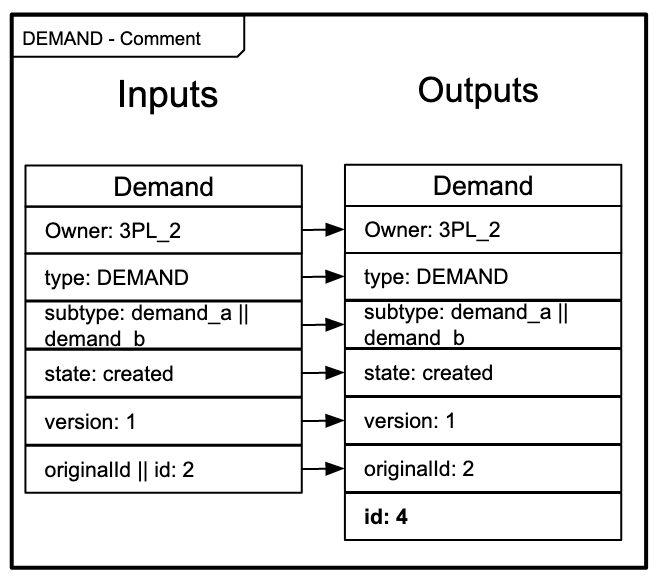 DEMAND - Comment
Inputs
Outputs
Demand
Owner: 3PL_2
type: DEMAND
subtype: demand_a ||
demand_b
state: created
version: 1
originalId || id: 2
Demand
Owner: 3PL_2
type: DEMAND
subtype: demand_a ||
demand_b
state: created
version: 1
originalId: 2
id: 4